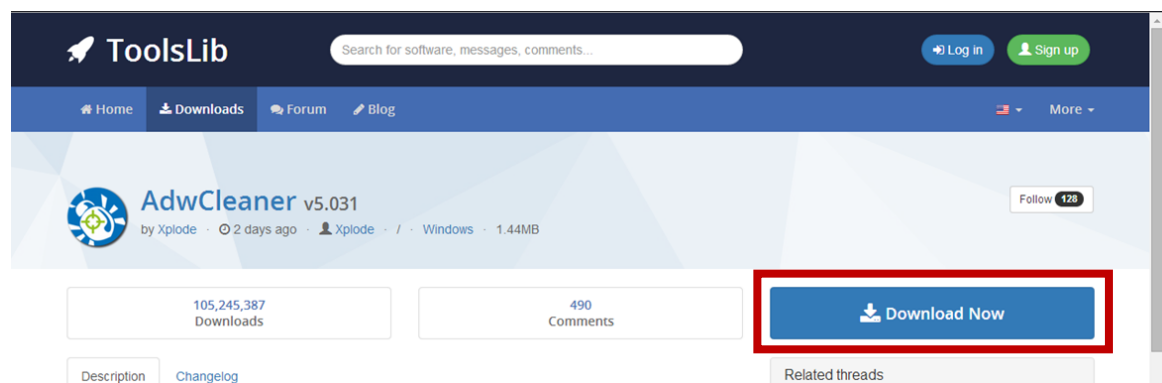 ToolsLib
Search for software, messages, comments...
Log in
Sign up
Home
Downloads
Forum
Blog
More
AdwCleaner v5.031
by Xplode · 2 days ago · Xplode · / · Windows · 1.44MB
Follow 128
105,245,387
Downloads
490
Comments
Download Now
Description
Changelog
Related threads